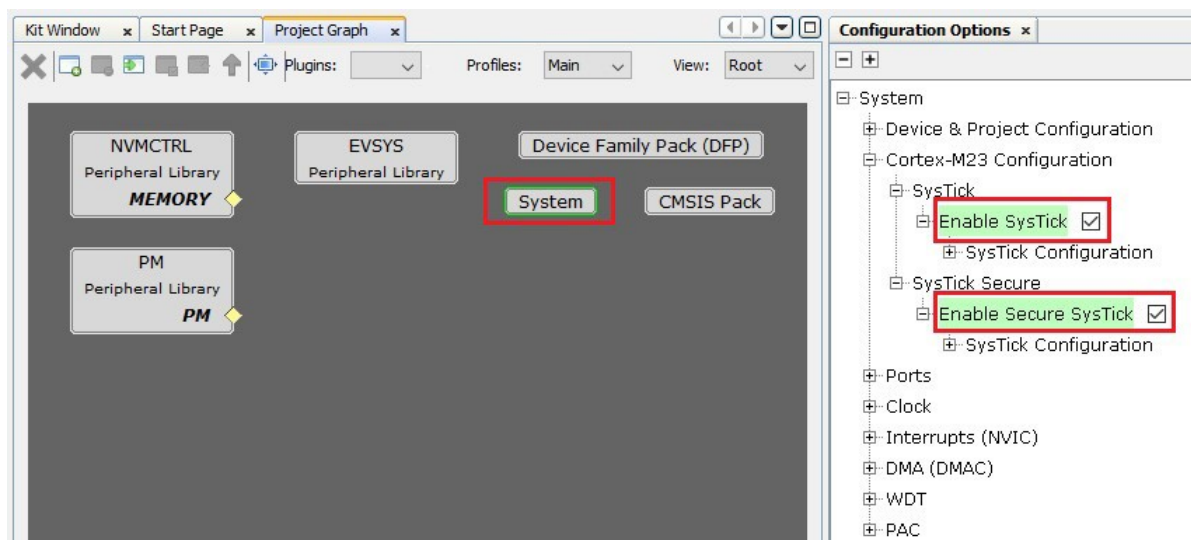 Kit Window x Start Page x Project Graph x
Plugins: Profiles: Main View: Root
NVMCTRL
Peripheral Library
MEMORY
EVSYS
Peripheral Library
Device Family Pack (DFP)
System
CMSIS Pack
PM
Peripheral Library
PM
Configuration Options x
System
Device & Project Configuration
Cortex-M23 Configuration
SysTick
Enable SysTick
SysTick Configuration
SysTick Secure
Enable Secure SysTick
SysTick Configuration
Ports
Clock
Interrupts (NVIC)
DMA (DMAC)
WDT
PAC